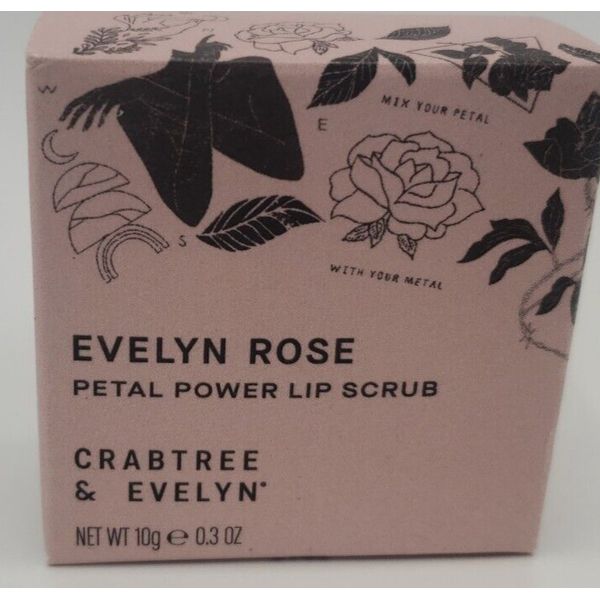 W
MIX YOUR PETAL
E
S
WITH YOUR METAL
EVELYN ROSE
PETAL POWER LIP SCRUB
CRABTREE
& EVELYN®
NET WT 10g ℮ 0.3 OZ